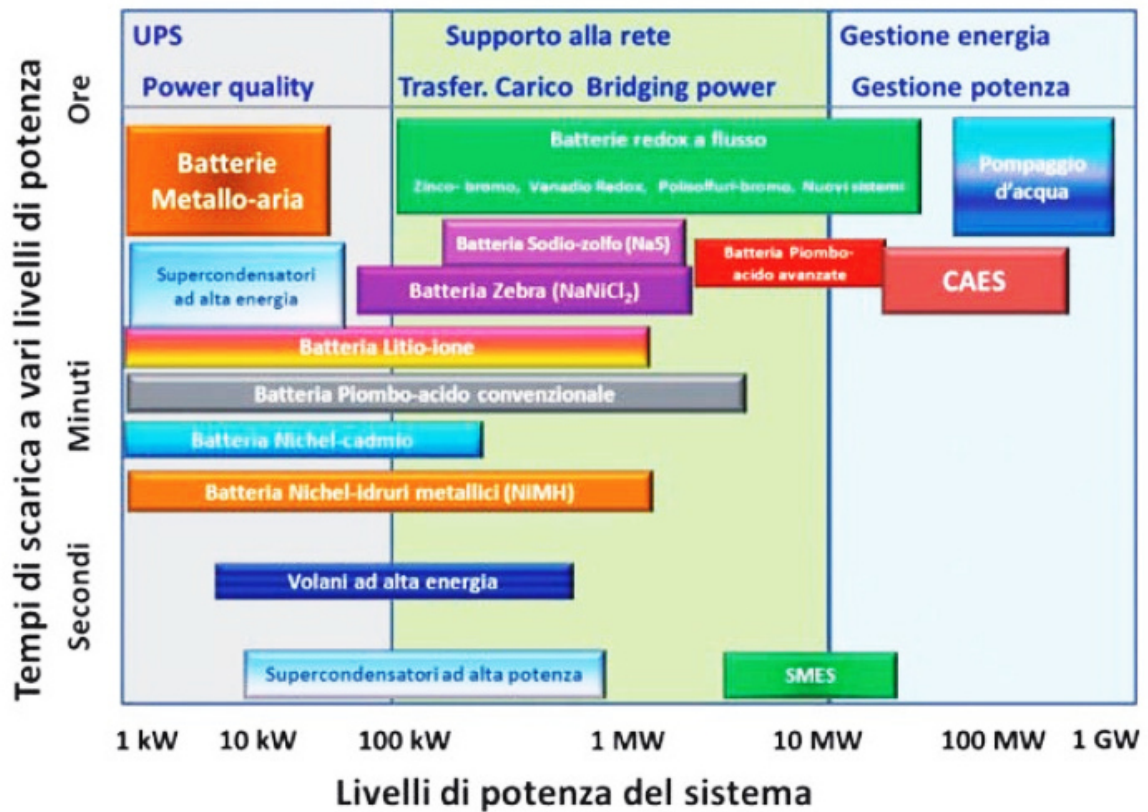 UPS
Power quality
Supporto alla rete
Trasfer. Carico Bridging power
Gestione energia
Gestione potenza
Tempi di scarica a vari livelli di potenza
Ore
Minuti
Secondi
Batterie
Metallo-aria
Batterie redox a flusso
Zinco- bromo, Vanadio Redox, Polisolfuri-bromo, Nuovi sistemi
Pompaggio
d'acqua
Supercondensatori
ad alta energia
Batteria Sodio-zolfo (NaS)
Batteria Zebra (NaNiCl₂)
Batteria Piombo-
acido avanzate
CAES
Batteria Litio-ione
Batteria Piombo-acido convenzionale
Batteria Nichel-cadmio
Batteria Nichel-idruri metallici (NIMH)
Volani ad alta energia
Supercondensatori ad alta potenza
SMES
1 kW 10 kW 100 kW 1 MW 10 MW 100 MW 1 GW
Livelli di potenza del sistema